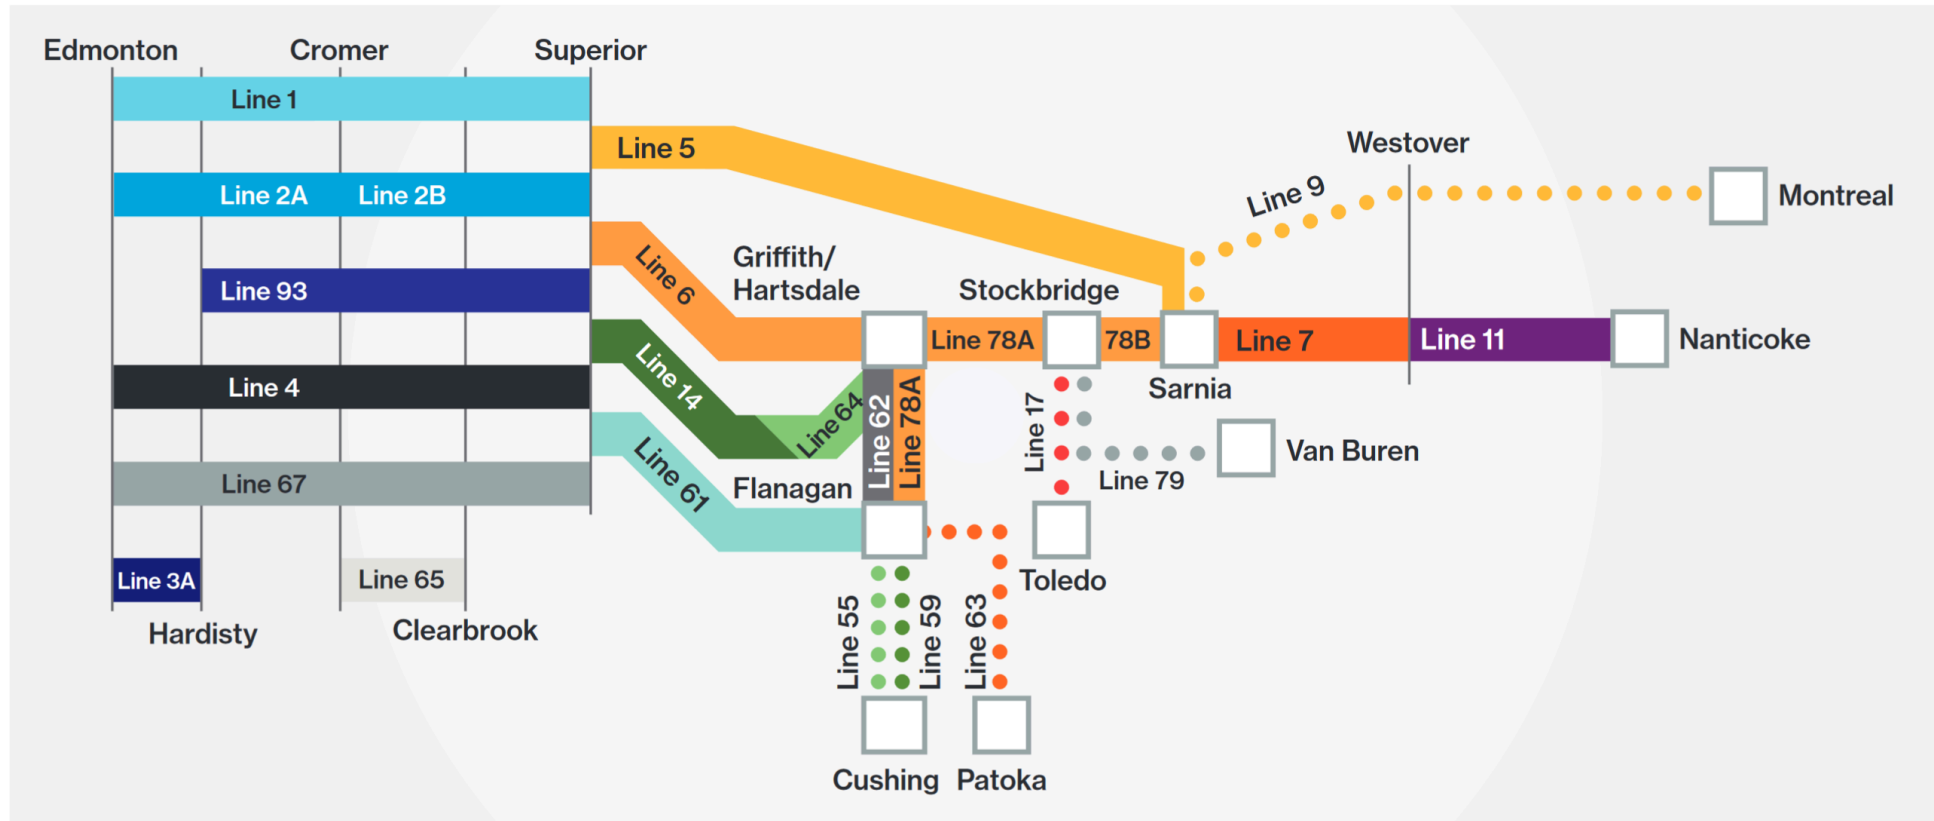 Edmonton
Cromer
Superior
Line 1
Line 5
Westover
Line 2A
Line 2B
Line 9
Montreal
Line 6
Griffith/
Hartsdale
Stockbridge
Line 93
Line 78A
78B
Line 7
Line 11
Nanticoke
Line 14
Line 4
Sarnia
Line 64
Line 62
Line 78A
Line 17
Van Buren
Line 79
Line 67
Line 61
Flanagan
Line 3A
Line 65
Toledo
Hardisty
Clearbrook
Line 55
Line 59
Line 63
Cushing
Patoka